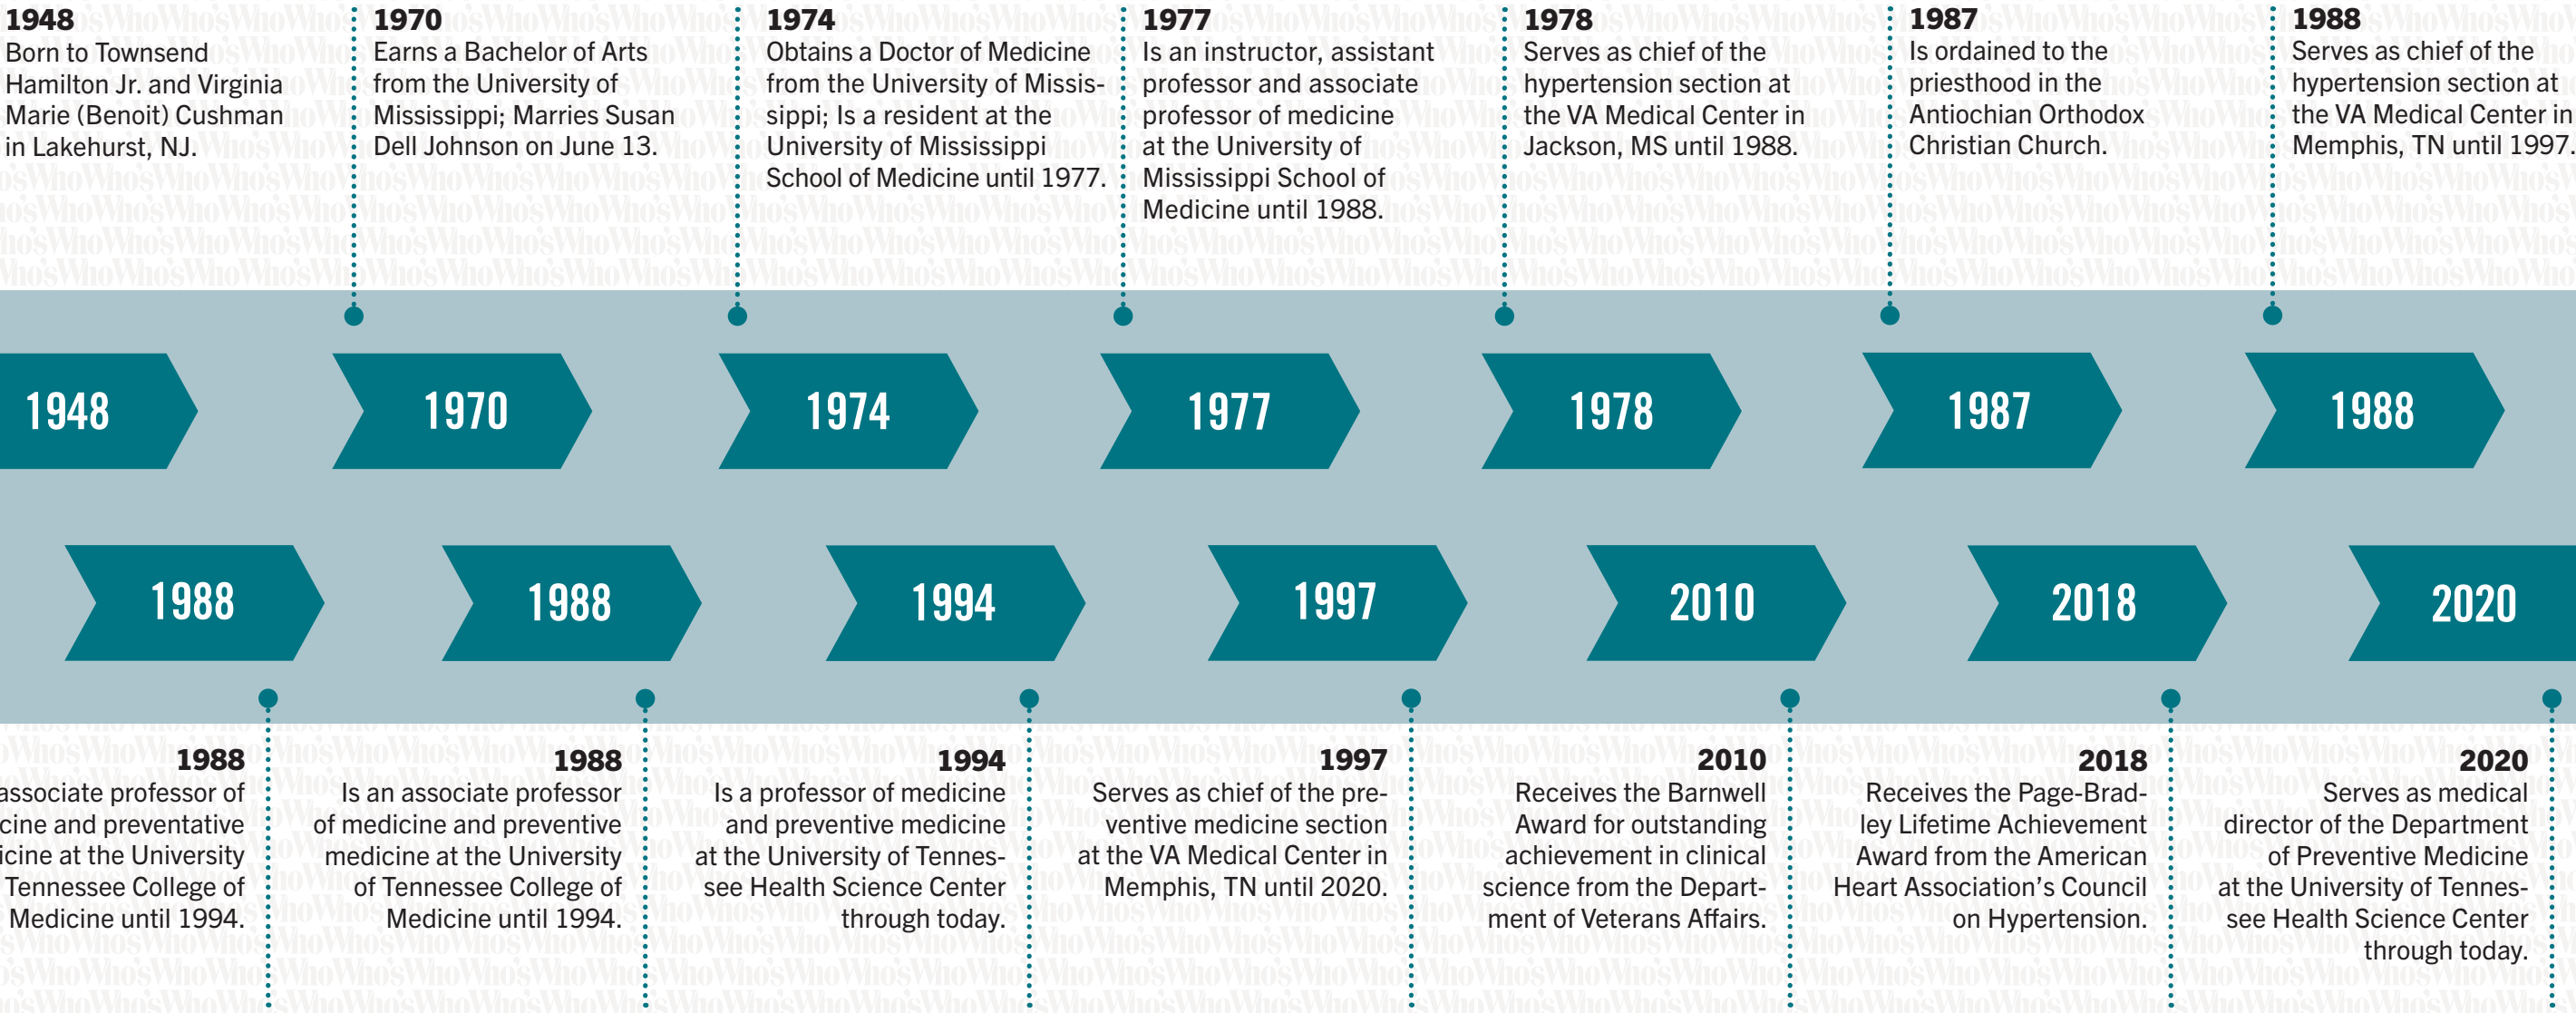 1948
Born to Townsend
Hamilton Jr. and Virginia
Marie (Benoit) Cushman
in Lakehurst, NJ.
1970
Earns a Bachelor of Arts
from the University of
Mississippi; Marries Susan
Dell Johnson on June 13.
1974
Obtains a Doctor of Medicine
from the University of Missis-
sippi; Is a resident at the
University of Mississippi
School of Medicine until 1977.
1977
Is an instructor, assistant
professor and associate
professor of medicine
at the University of
Mississippi School of
Medicine until 1988.
1978
Serves as chief of the
hypertension section at
the VA Medical Center in
Jackson, MS until 1988.
1987
Is ordained to the
priesthood in the
Antiochian Orthodox
Christian Church.
1988
Serves as chief of the
hypertension section at
the VA Medical Center in
Memphis, TN until 1997.
1948
1970
1974
1977
1978
1987
1988
1988
1988
1994
1997
2010
2018
2020
1988
associate professor of
cine and preventative
icine at the University
Tennessee College of
Medicine until 1994.
1988
Is an associate professor
of medicine and preventive
medicine at the University
of Tennessee College of
Medicine until 1994.
1994
Is a professor of medicine
and preventive medicine
at the University of Tennes-
see Health Science Center
through today.
1997
Serves as chief of the pre-
ventive medicine section
at the VA Medical Center in
Memphis, TN until 2020.
2010
Receives the Barnwell
Award for outstanding
achievement in clinical
science from the Depart-
ment of Veterans Affairs.
2018
Receives the Page-Brad-
ley Lifetime Achievement
Award from the American
Heart Association's Council
on Hypertension.
2020
Serves as medical
director of the Department
of Preventive Medicine
at the University of Tennes-
see Health Science Center
through today.